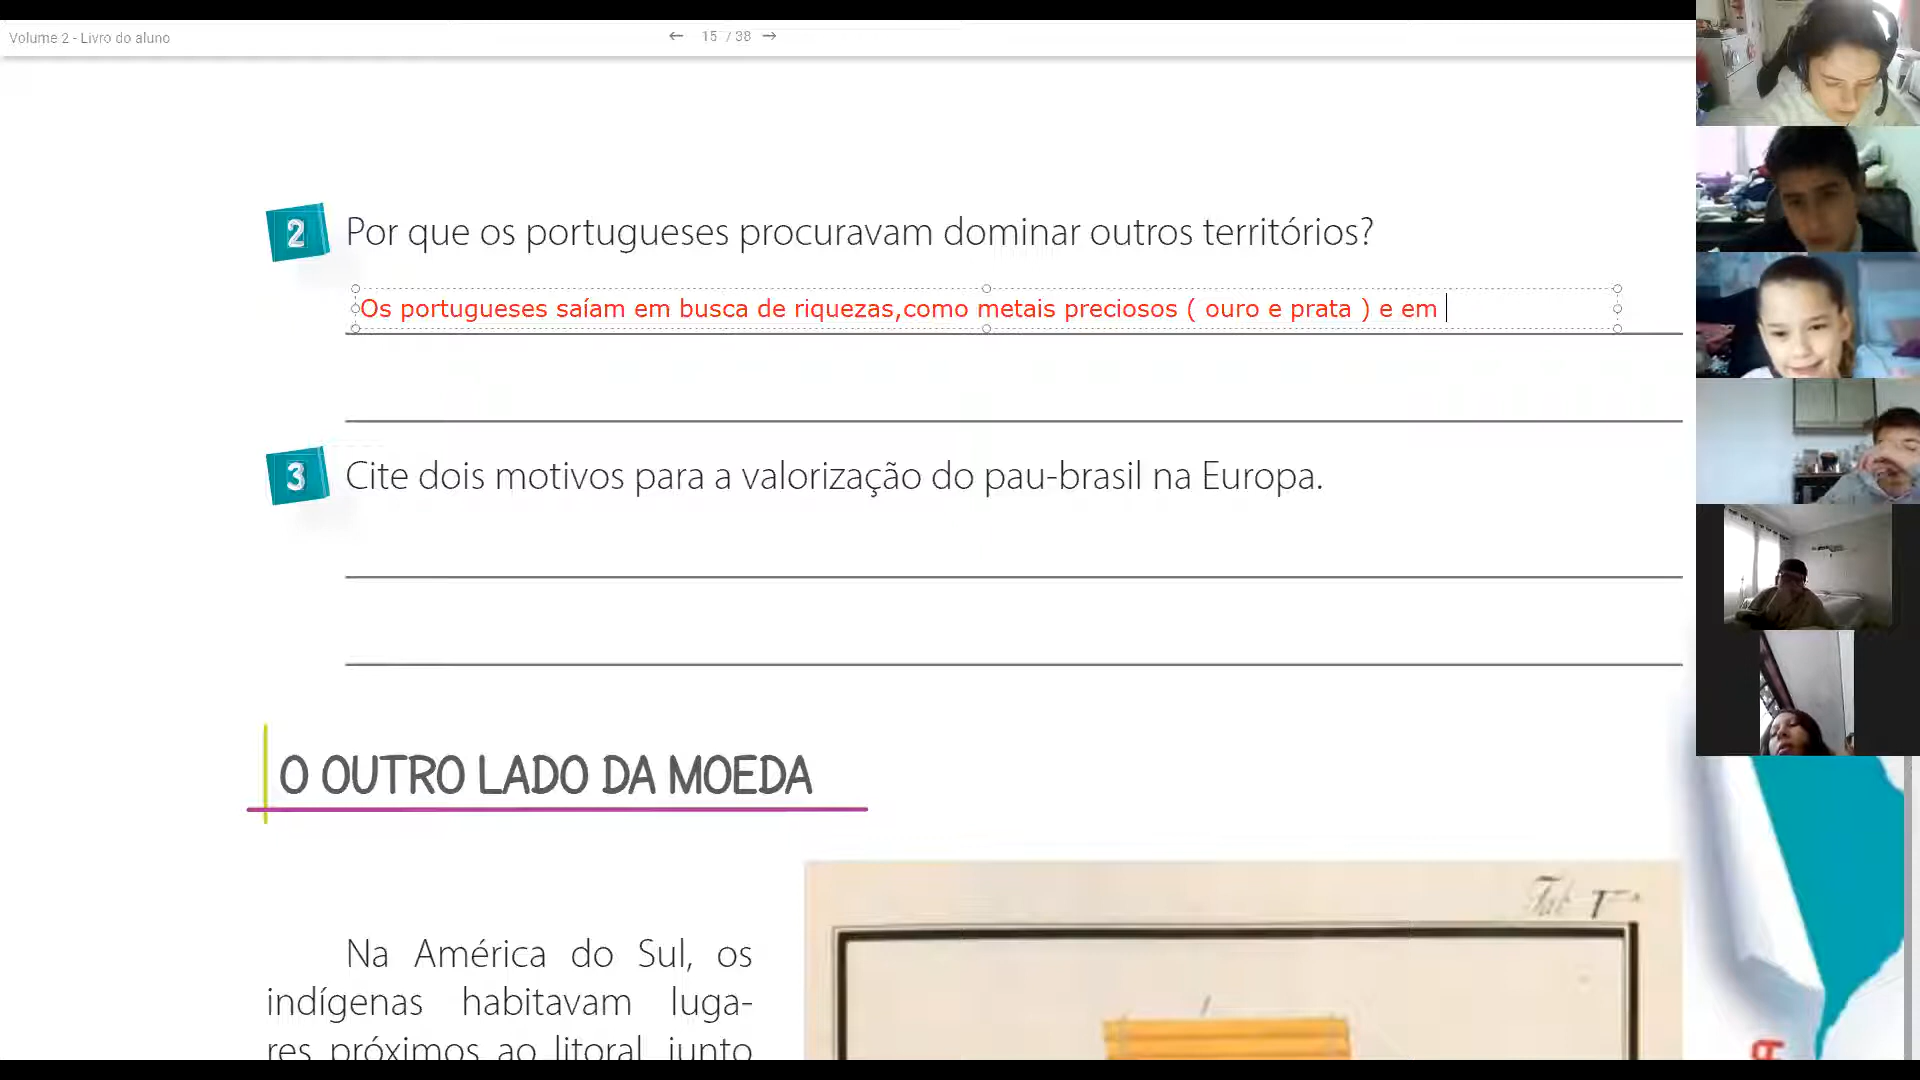 Volume 2 - Livro do aluno
15 / 38
2 Por que os portugueses procuravam dominar outros territórios?
Os portugueses saíam em busca de riquezas,como metais preciosos ( ouro e prata ) e em
3 Cite dois motivos para a valorização do pau-brasil na Europa.
O OUTRO LADO DA MOEDA
Na América do Sul, os
indígenas habitavam luga-
res próximos ao litoral, junto